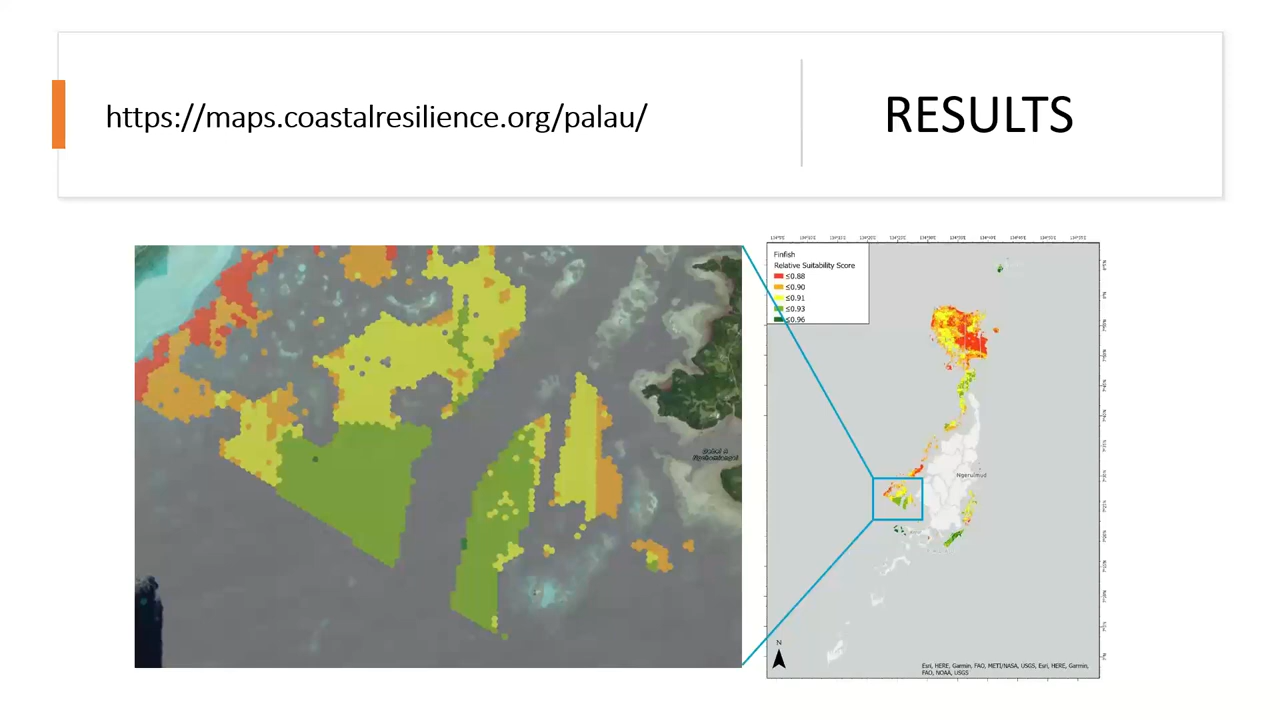 https://maps.coastalresilience.org/palau/
RESULTS
Finfish
Relative Suitability Score
≤0.88
≤0.90
≤0.91
≤0.93
≤0.96
Ngerulmud
N
Esri, HERE, Garmin, FAO, METI/NASA, USGS, Esri, HERE, Garmin,
FAO, NOAA, USGS